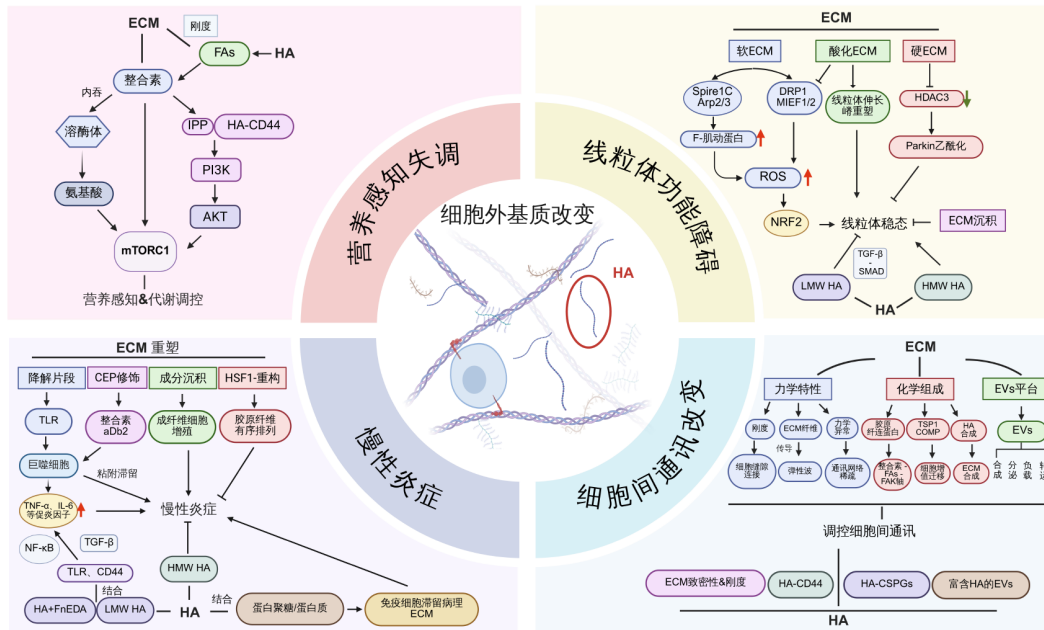 ECM
刚度
FAs
HA
整合素
内吞
溶酶体
IPP
HA-CD44
PI3K
氨基酸
AKT
mTORC1
营养感知&代谢调控
ECM
软ECM
酸化ECM
硬ECM
Spire1C
Arp2/3
DRP1
MIEF1/2
线粒体伸长
嵴重塑
HDAC3
F-肌动蛋白
Parkin乙酰化
ROS
NRF2
线粒体稳态
ECM沉积
TGF-β
-
SMAD
LMW HA
HMW HA
HA
营养感知失调
线粒体功能障碍
慢性炎症
细胞间通讯改变
细胞外基质改变
HA
ECM 重塑
降解片段
CEP修饰
成分沉积
HSF1-重构
TLR
整合素
aDb2
成纤维细胞
增殖
胶原纤维
有序排列
巨噬细胞
粘附滞留
TNF-α、IL-6
等促炎因子
慢性炎症
NF-κB
TGF-β
TLR、CD44
HMW HA
结合
HA+FnEDA
LMW HA
HA
结合
蛋白聚糖/蛋白质
免疫细胞滞留病理
ECM
ECM
力学特性
化学组成
EVs平台
刚度
ECM纤维
力学
异常
胶原
纤连蛋白
TSP1
COMP
HA
合成
EVs
传导
细胞缝隙
连接
弹性波
通讯网络
稀疏
整合素 -
FAs -
FAK轴
细胞增
殖迁移
ECM
合成
合成
分泌
负载
转运
调控细胞间通讯
ECM致密性&刚度
HA-CD44
HA-CSPGs
富含HA的EVs
HA